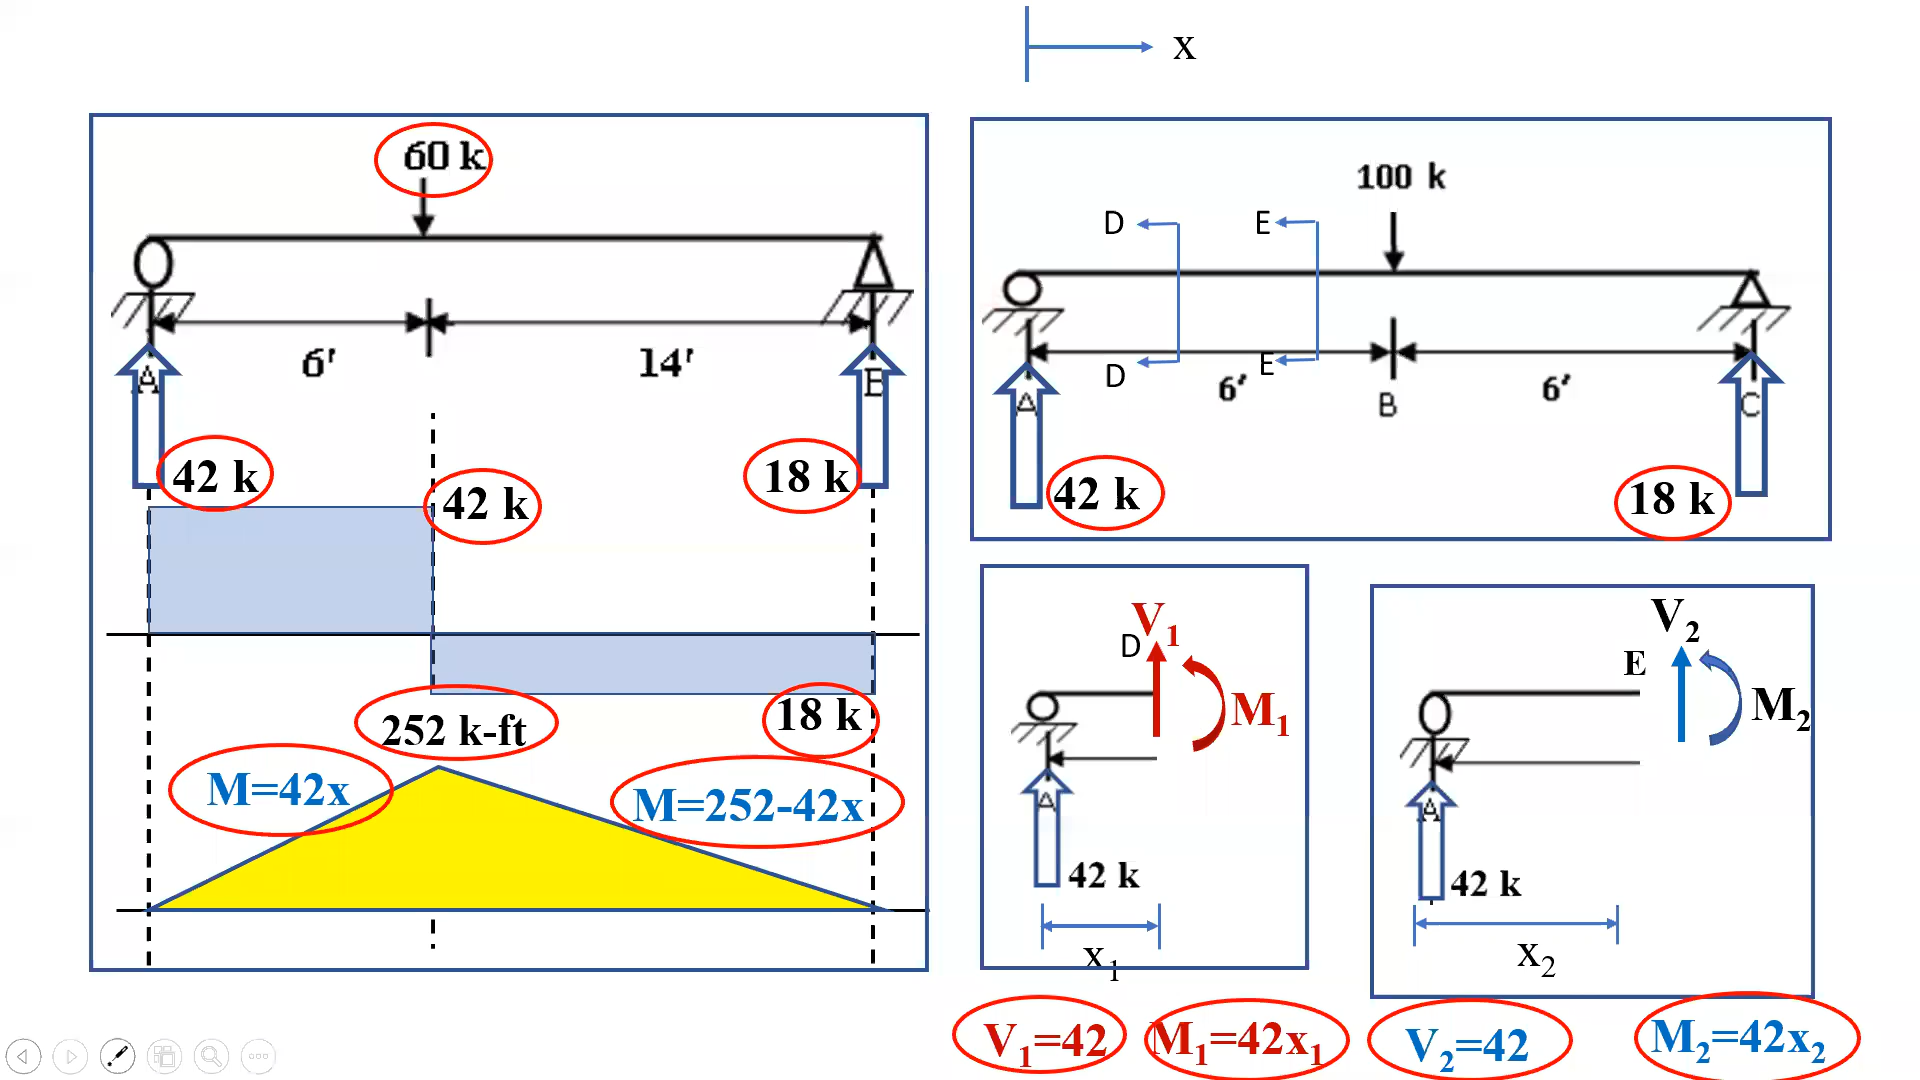 x
60 k
6'
14'
A
B
42 k
42 k
18 k
252 k-ft
18 k
M=42x
M=252-42x
100 k
D
E
D
E
6'
6'
A
B
C
42 k
18 k
V1
D
M1
A
42 k
x1
V2
E
M2
A
42 k
x2
V1=42
M1=42x1
V2=42
M2=42x2